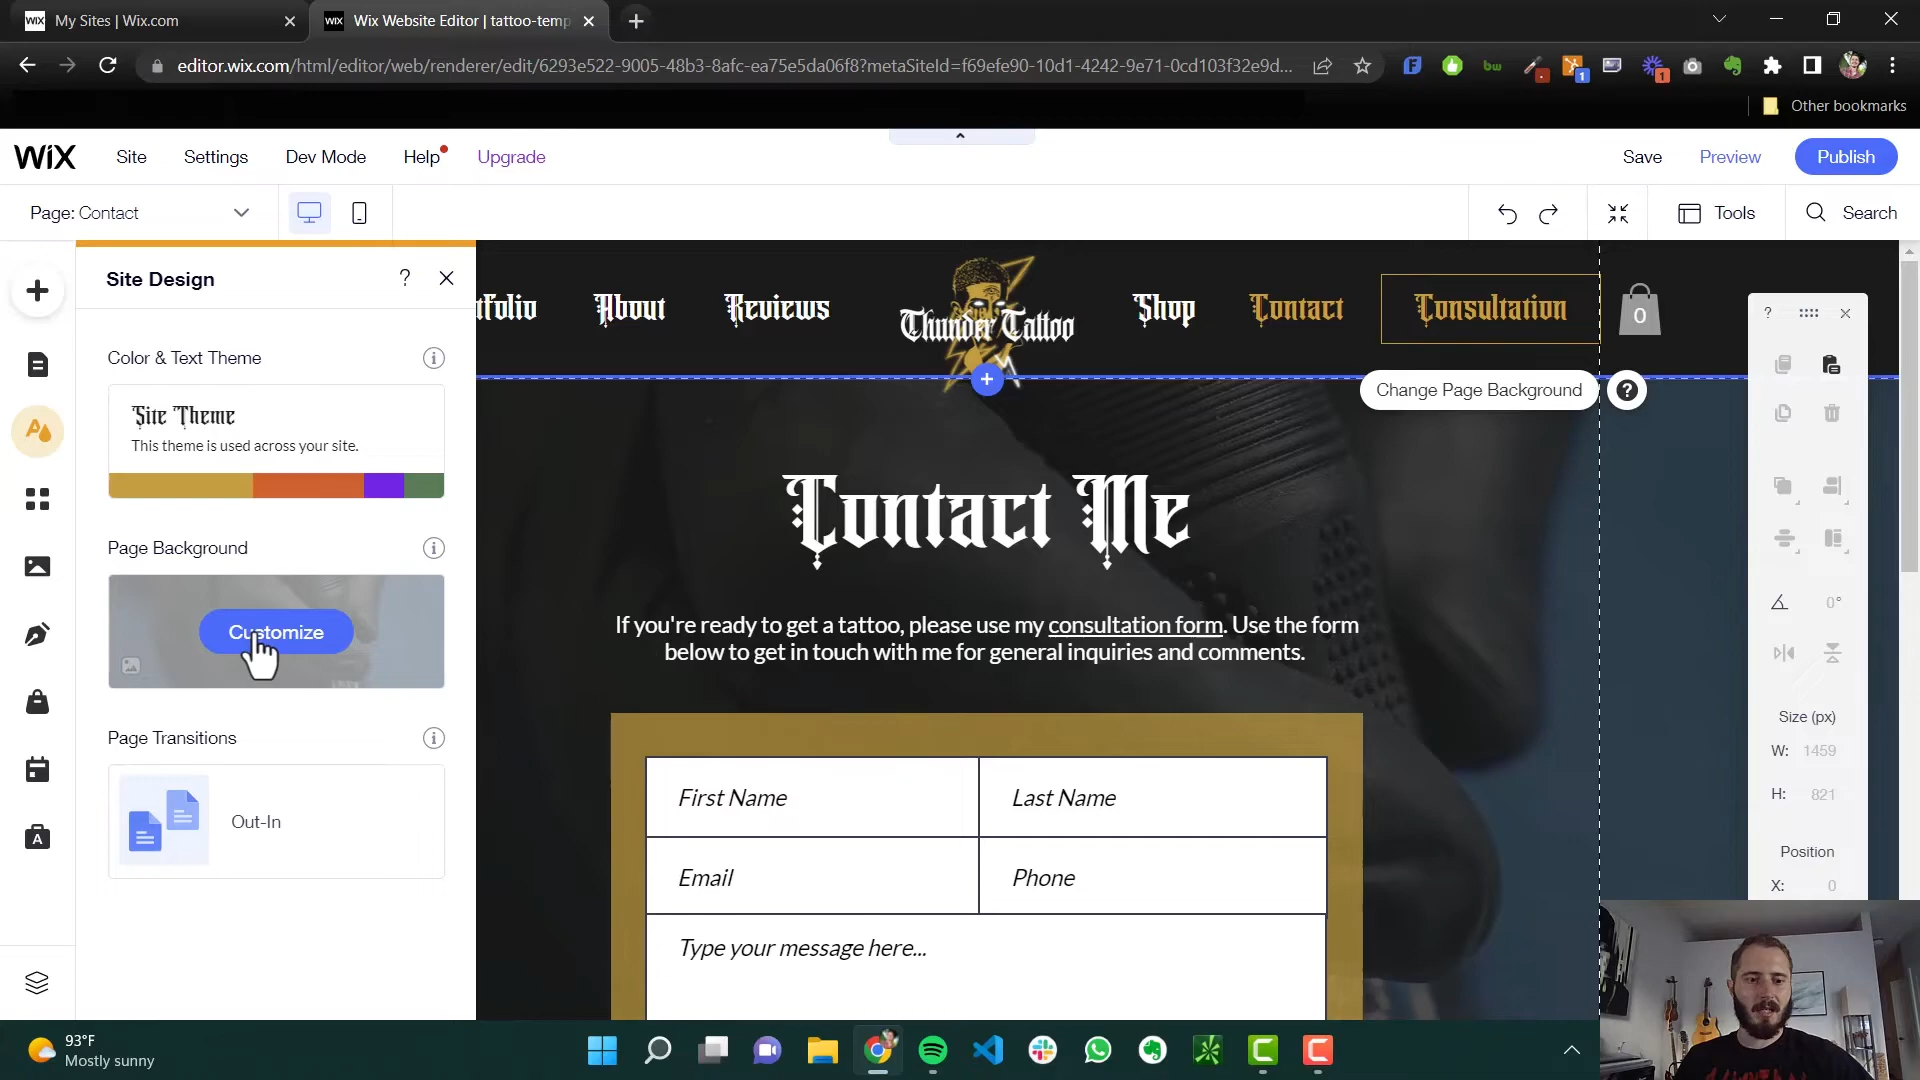 WIX My Sites | Wix.com
WIX Wix Website Editor | tattoo-temp
editor.wix.com/html/editor/web/renderer/edit/6293e522-9005-48b3-8afc-ea75e5da06f8?metaSiteId=f69efe90-10d1-4242-9e71-0cd103f32e9d...
F bw 1 1
Other bookmarks
WiX Site Settings Dev Mode Help Upgrade Save Preview Publish
Page: Contact Tools Search
Site Design ?
tfolio About Reviews Thunder Tattoo Shop Contact Consultation 0
?
Color & Text Theme i
Site Theme
This theme is used across your site.
Change Page Background ?
Contact Me
Page Background i
Customize
If you're ready to get a tattoo, please use my consultation form. Use the form
below to get in touch with me for general inquiries and comments.
0°
Size (px)
W: 1459
H: 821
Position
X: 0
Page Transitions i
Out-In
First Name Last Name
Email Phone
Type your message here...
A
93°F
Mostly sunny